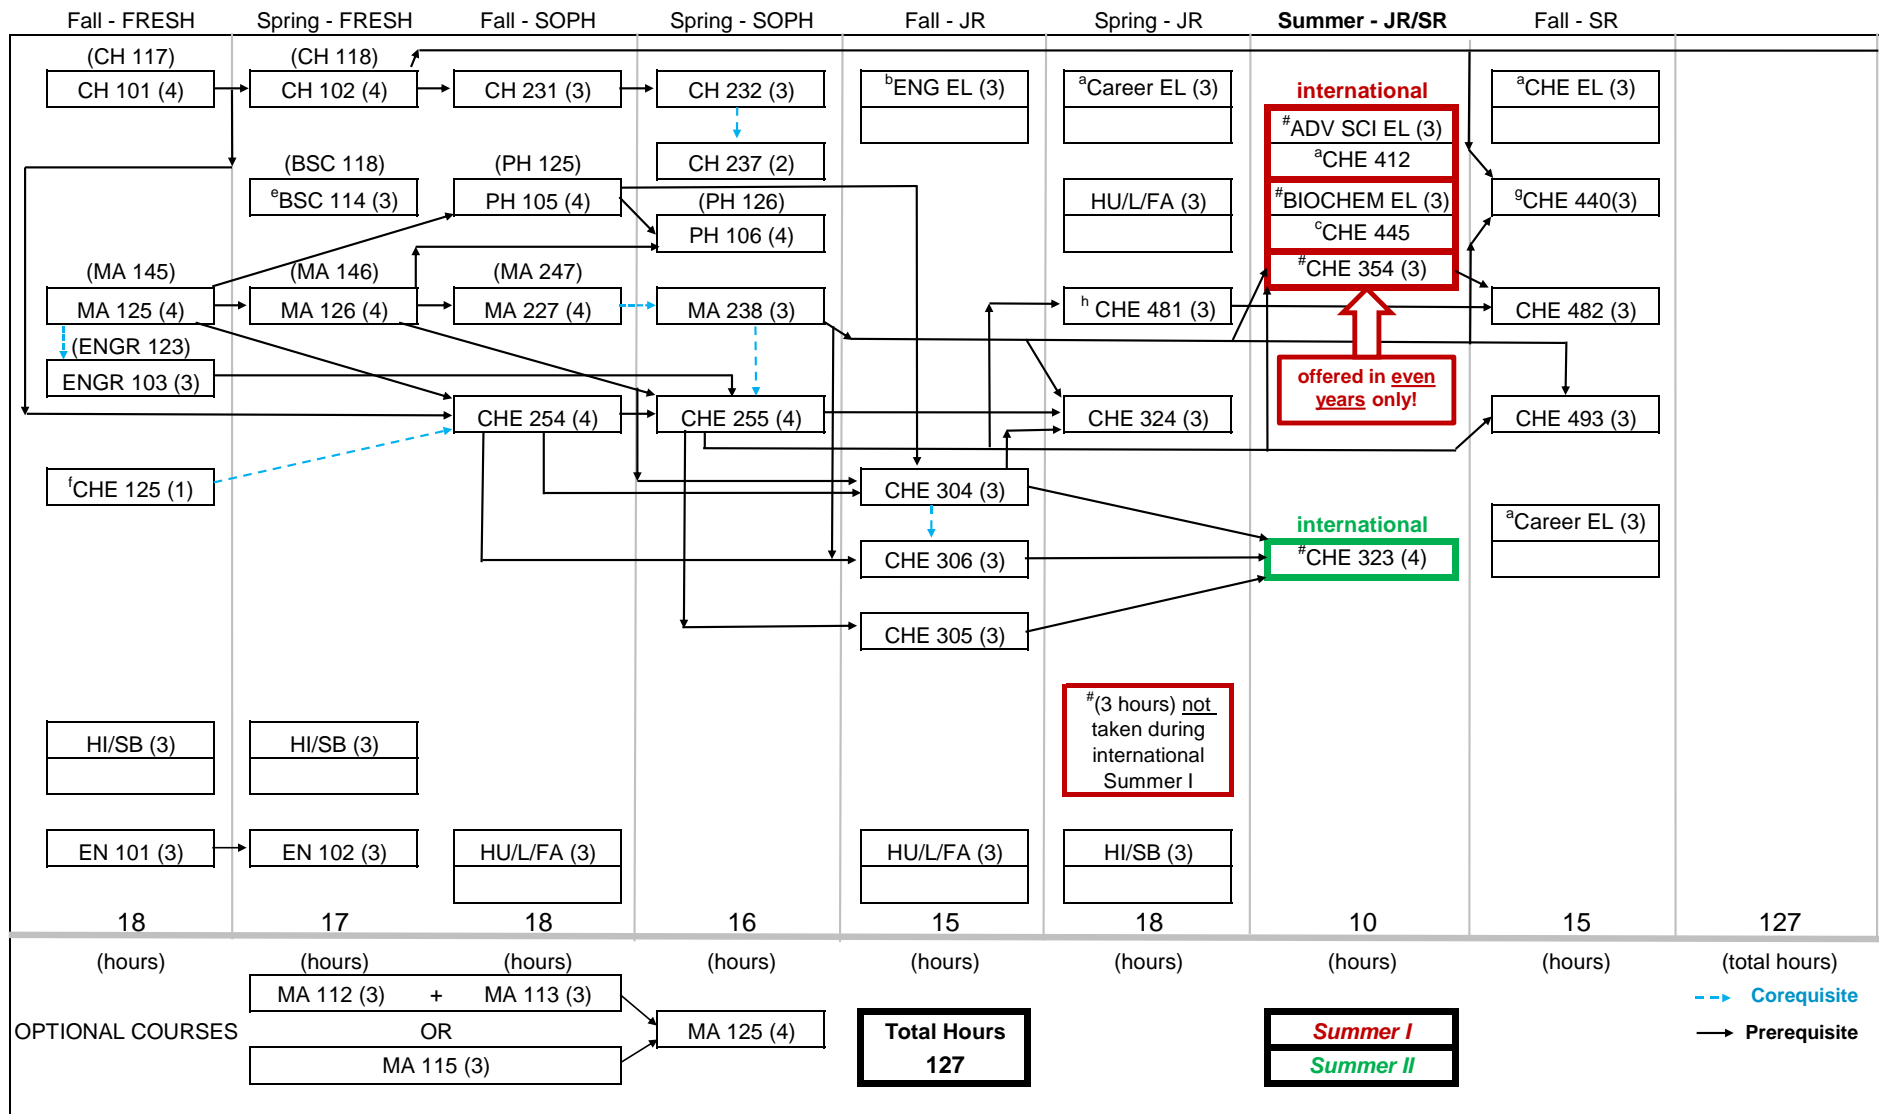 Fall - FRESH
Spring - FRESH
Fall - SOPH
Spring - SOPH
Fall - JR
Spring - JR
Summer - JR/SR
Fall - SR
(CH 117)
(CH 118)
CH 101 (4)
CH 102 (4)
CH 231 (3)
CH 232 (3)
bENG EL (3)
aCareer EL (3)
international
aCHE EL (3)
#ADV SCI EL (3)
(BSC 118)
(PH 125)
CH 237 (2)
aCHE 412
eBSC 114 (3)
PH 105 (4)
(PH 126)
HU/L/FA (3)
#BIOCHEM EL (3)
gCHE 440(3)
PH 106 (4)
cCHE 445
(MA 145)
(MA 146)
(MA 247)
#CHE 354 (3)
MA 125 (4)
MA 126 (4)
MA 227 (4)
MA 238 (3)
h CHE 481 (3)
CHE 482 (3)
(ENGR 123)
ENGR 103 (3)
offered in even
years only!
CHE 254 (4)
CHE 255 (4)
CHE 324 (3)
CHE 493 (3)
fCHE 125 (1)
CHE 304 (3)
international
aCareer EL (3)
CHE 306 (3)
#CHE 323 (4)
CHE 305 (3)
#(3 hours) not
taken during
international
Summer I
HI/SB (3)
HI/SB (3)
EN 101 (3)
EN 102 (3)
HU/L/FA (3)
HU/L/FA (3)
HI/SB (3)
18
17
18
16
15
18
10
15
127
(hours)
(hours)
(hours)
(hours)
(hours)
(hours)
(hours)
(hours)
(total hours)
MA 112 (3) + MA 113 (3)
Corequisite
OPTIONAL COURSES
OR
MA 125 (4)
Total Hours
127
Summer I
Prerequisite
MA 115 (3)
Summer II